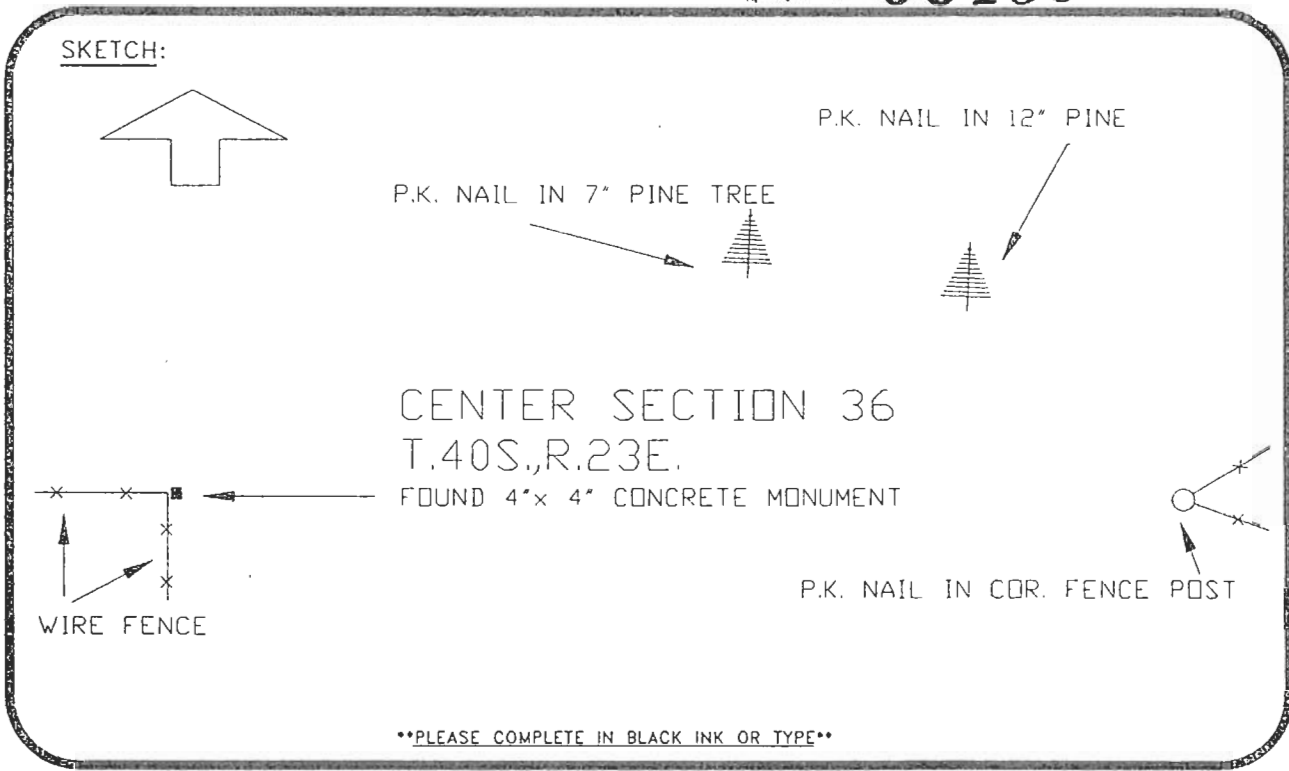 SKETCH:
P.K. NAIL IN 12" PINE
P.K. NAIL IN 7" PINE TREE
CENTER SECTION 36
T.40S.,R.23E.
FOUND 4"x 4" CONCRETE MONUMENT
P.K. NAIL IN COR. FENCE POST
WIRE FENCE
**PLEASE COMPLETE IN BLACK INK OR TYPE**